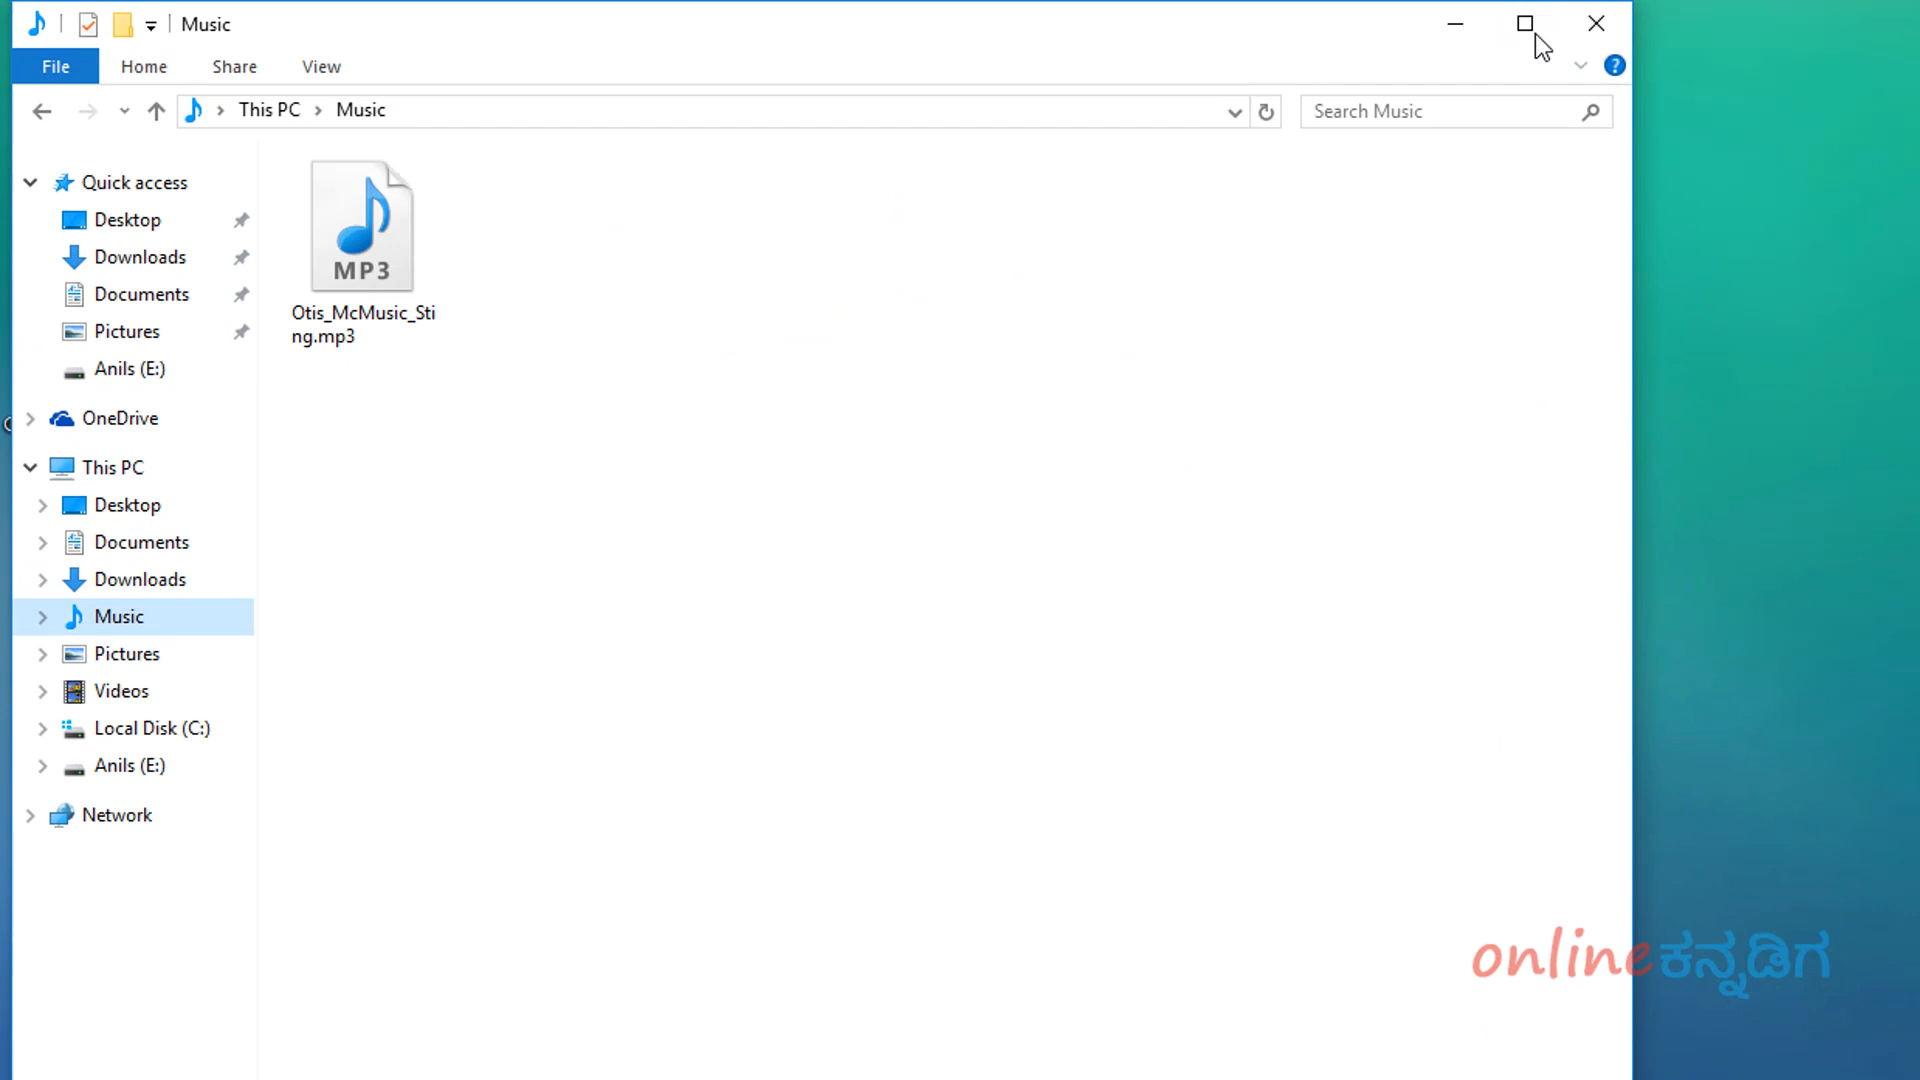 Music
File Home Share View
This PC Music
Search Music
Quick access
Desktop
Downloads
Documents
Pictures
Anils (E:)
OneDrive
This PC
Desktop
Documents
Downloads
Music
Pictures
Videos
Local Disk (C:)
Anils (E:)
Network
MP3
Otis_McMusic_Sti
ng.mp3
onlineಕನ್ನಡಿಗ